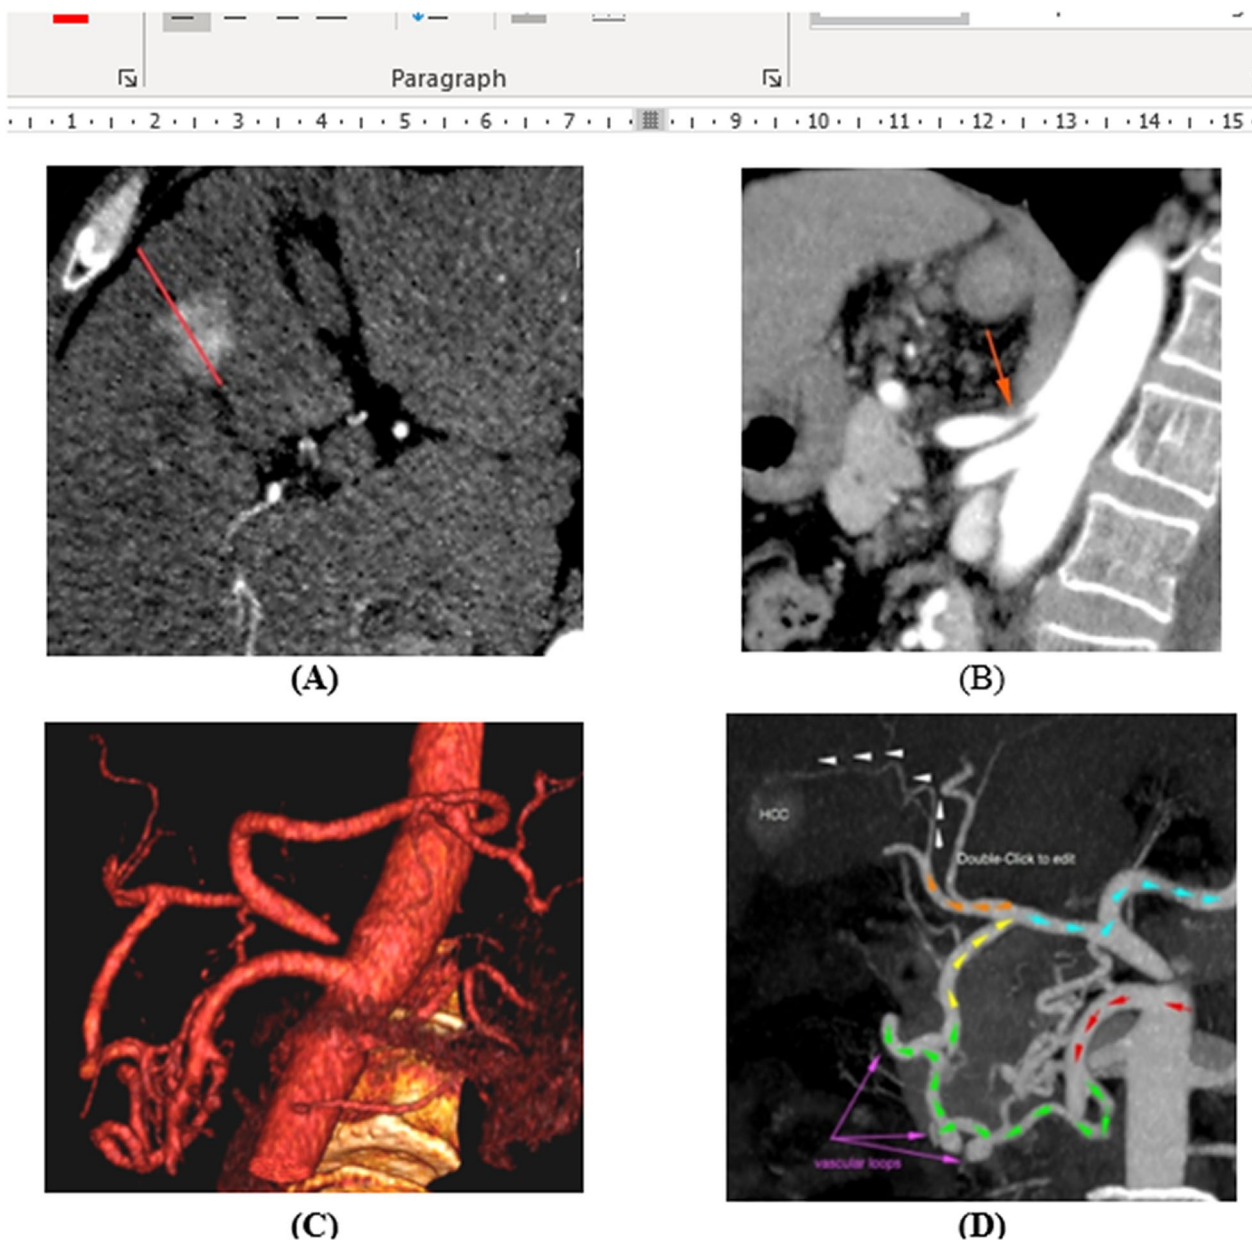 Paragraph
1 2 3 4 5 6 7 9 10 11 12 13 14 15
(A)
(B)
HCC
Double-Click to edit
vascular loops
(C)
(D)